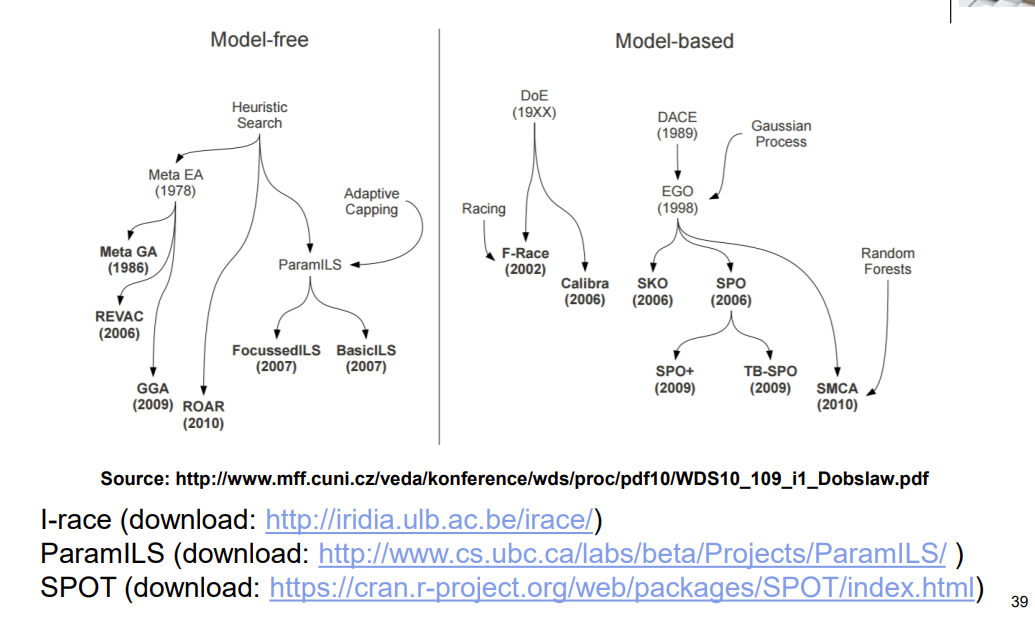 Model-free
Heuristic
Search
Meta EA
(1978)
Adaptive
Capping
Meta GA
(1986)
ParamILS
REVAC
(2006)
FocussedILS
(2007)
BasicILS
(2007)
GGA
(2009)
ROAR
(2010)
Model-based
DoE
(19XX)
DACE
(1989)
Gaussian
Process
EGO
(1998)
Racing
F-Race
(2002)
Calibra
(2006)
SKO
(2006)
SPO
(2006)
Random
Forests
SPO+
(2009)
TB-SPO
(2009)
SMCA
(2010)
Source: http://www.mff.cuni.cz/veda/konference/wds/proc/pdf10/WDS10_109_i1_Dobslaw.pdf
I-race (download: http://iridia.ulb.ac.be/irace/)
ParamILS (download: http://www.cs.ubc.ca/labs/beta/Projects/ParamILS/ )
SPOT (download: https://cran.r-project.org/web/packages/SPOT/index.html)
39